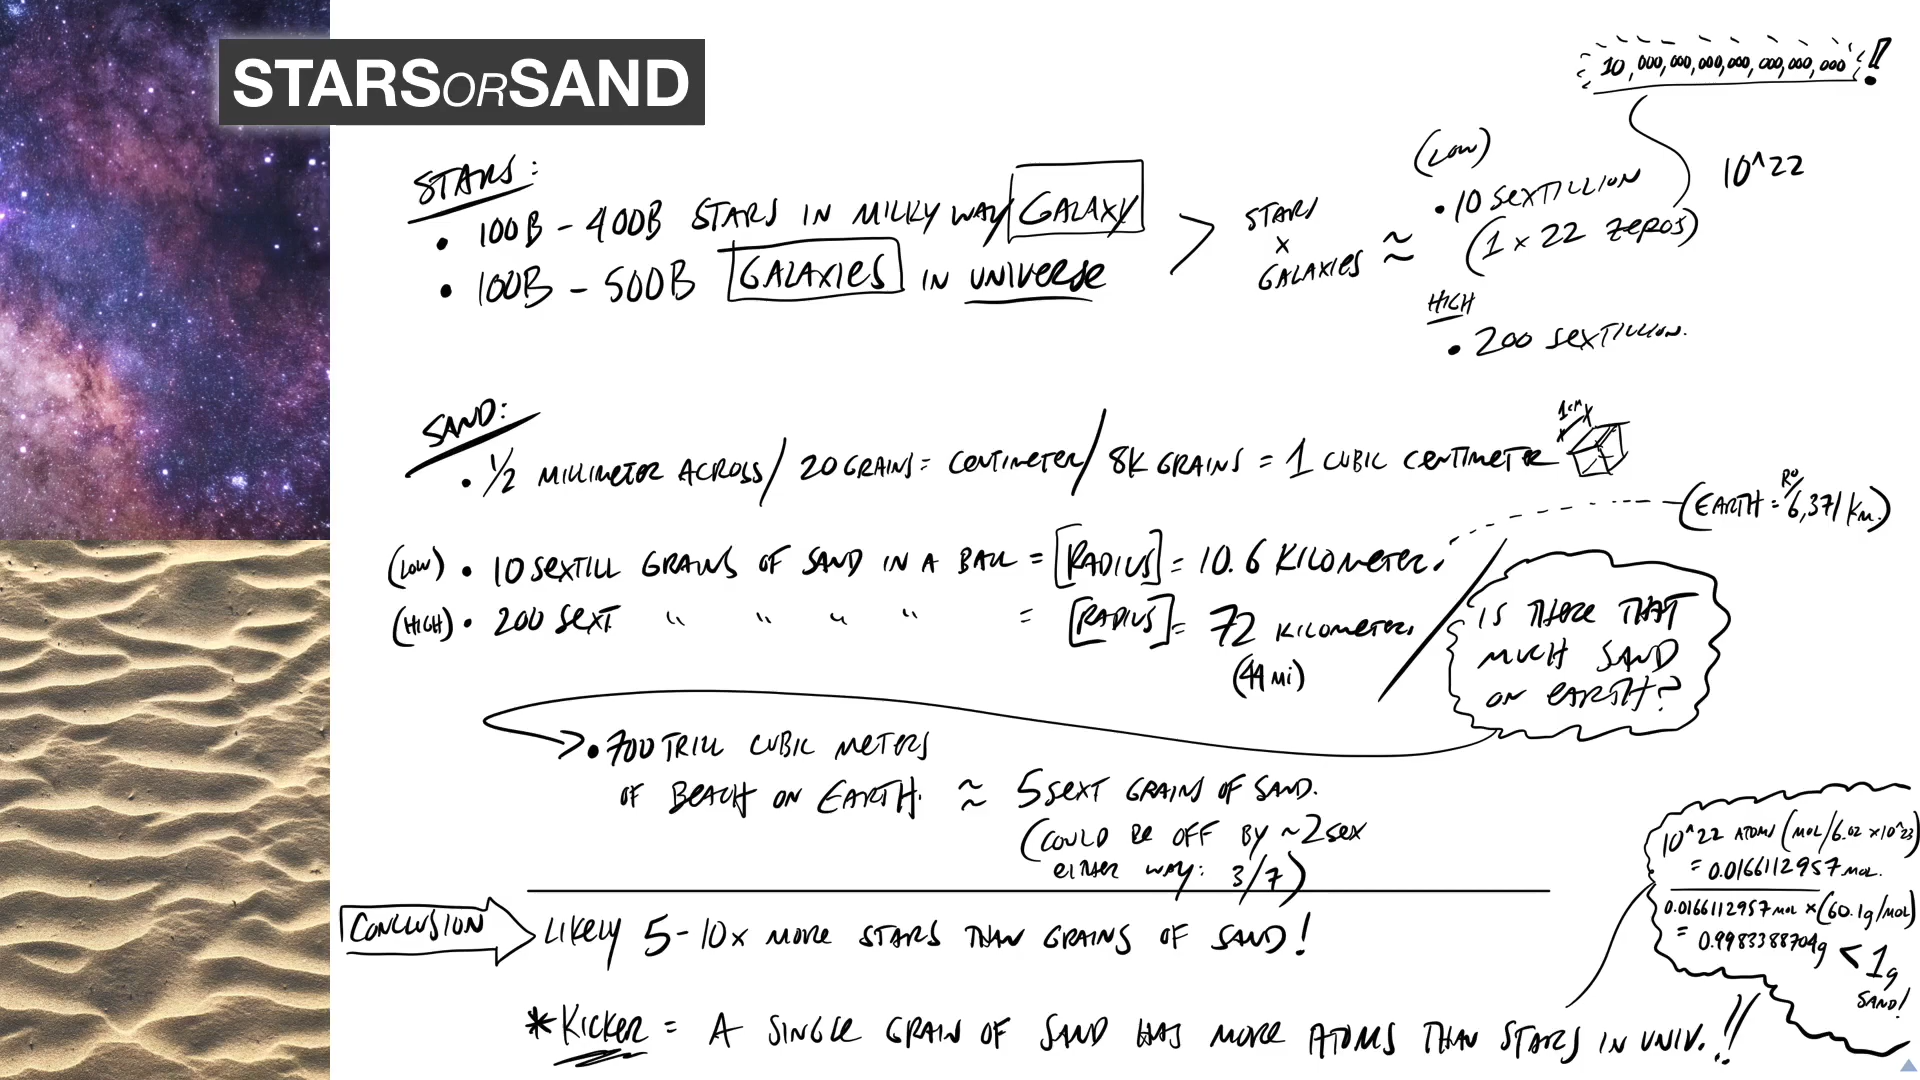 STARSORSAND
10,000,000,000,000,000,000,000!
STARS:
• 100B - 400B STARS IN MILKY WAY GALAXY
• 100B - 500B GALAXIES IN UNIVERSE
> STARS
x
GALAXIES ≈
(LOW)
• 10 SEXTILLION
(1 x 22 ZEROS)
10^22
HIGH
• 200 SEXTILLION.
SAND:
• 1/2 MILLIMETER ACROSS / 20 GRAINS = CENTIMETER / 8K GRAINS = 1 CUBIC CENTIMETER
1cm
(EARTH = 6,371 Km.)
(LOW) • 10 SEXTILL GRAINS OF SAND IN A BALL = [RADIUS] = 10.6 KILOMETER.
(HIGH) • 200 SEXT " " " " = [RADIUS] = 72 KILOMETER.
(44 Mi)
IS THERE THAT
MUCH SAND
ON EARTH?
• 700 TRILL CUBIC METERS
OF BEACH ON EARTH. ≈ 5 SEXT GRAINS OF SAND.
(COULD BE OFF BY ~2 SEX
EITHER WAY: 3/7)
CONCLUSION
LIKELY 5-10x MORE STARS THAN GRAINS OF SAND!
*KICKER = A SINGLE GRAIN OF SAND HAS MORE ATOMS THAN STARS IN UNIV.!!
10^22 ATOMS (MOL/6.02 x10^23)
= 0.0166112957 MOL.
0.0166112957 MOL x (60.1g/MOL)
= 0.9983388704g < 1g
SAND!